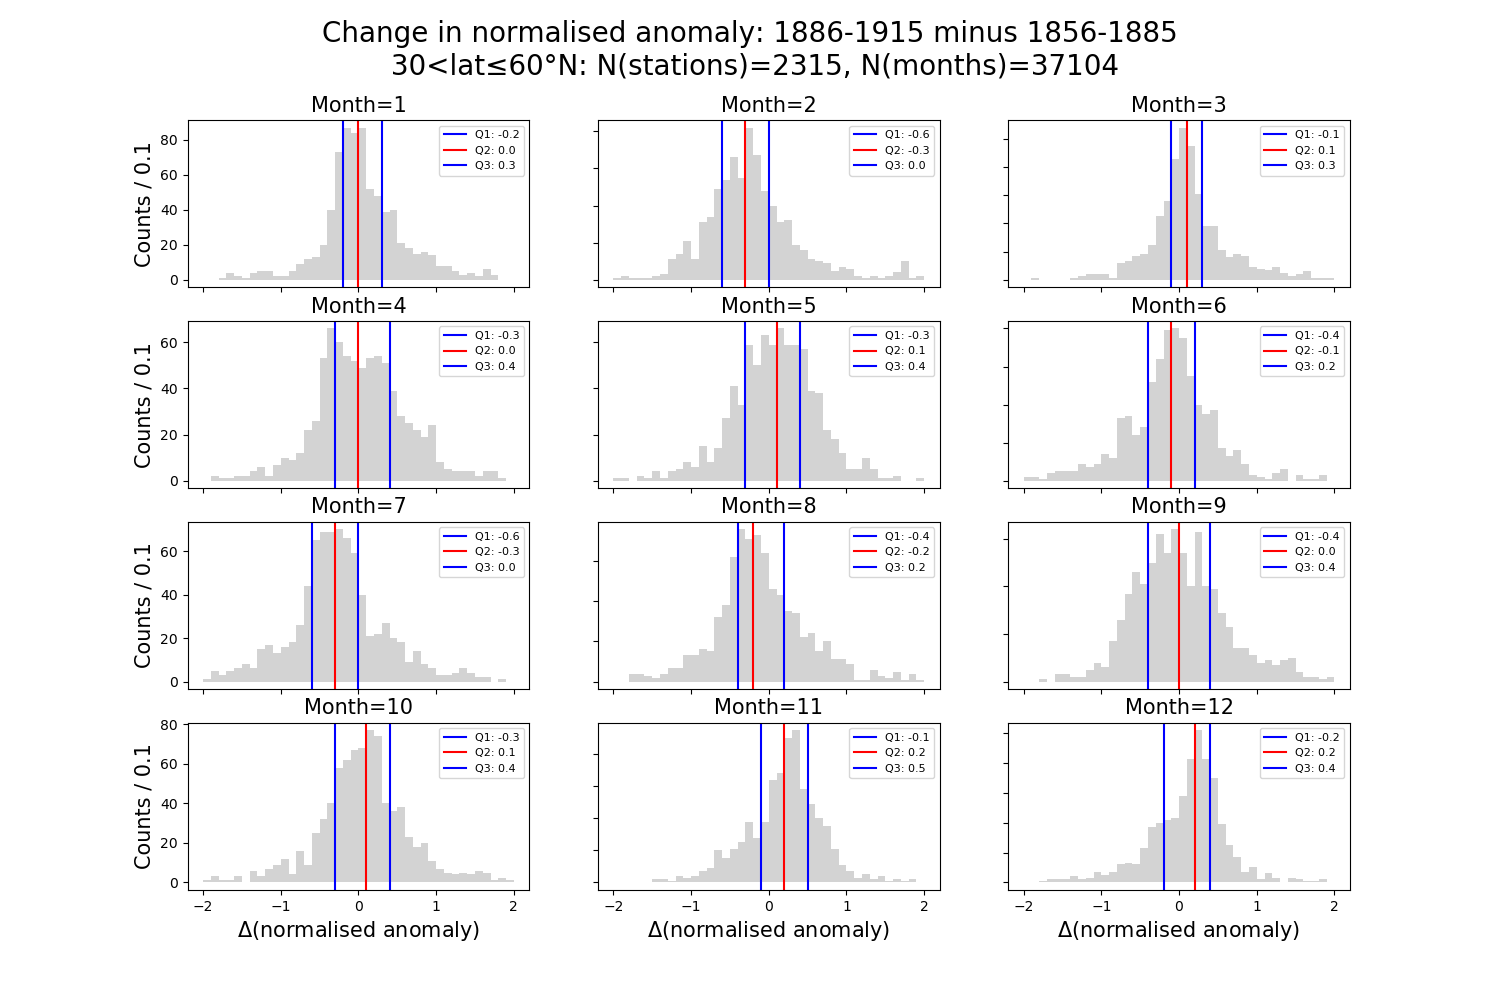 Change in normalised anomaly: 1886-1915 minus 1856-1885
30<lat≤60°N: N(stations)=2315, N(months)=37104
Month=1
Month=2
Month=3
Counts / 0.1
80
60
40
20
0
Q1: -0.2
Q2: 0.0
Q3: 0.3
Q1: -0.6
Q2: -0.3
Q3: 0.0
Q1: -0.1
Q2: 0.1
Q3: 0.3
Month=4
Month=5
Month=6
Counts / 0.1
60
40
20
0
Q1: -0.3
Q2: 0.0
Q3: 0.4
Q1: -0.3
Q2: 0.1
Q3: 0.4
Q1: -0.4
Q2: -0.1
Q3: 0.2
Month=7
Month=8
Month=9
Counts / 0.1
60
40
20
0
Q1: -0.6
Q2: -0.3
Q3: 0.0
Q1: -0.4
Q2: -0.2
Q3: 0.2
Q1: -0.4
Q2: 0.0
Q3: 0.4
Month=10
Month=11
Month=12
Counts / 0.1
80
60
40
20
0
Q1: -0.3
Q2: 0.1
Q3: 0.4
Q1: -0.1
Q2: 0.2
Q3: 0.5
Q1: -0.2
Q2: 0.2
Q3: 0.4
−2 −1 0 1 2
−2 −1 0 1 2
−2 −1 0 1 2
Δ(normalised anomaly)
Δ(normalised anomaly)
Δ(normalised anomaly)